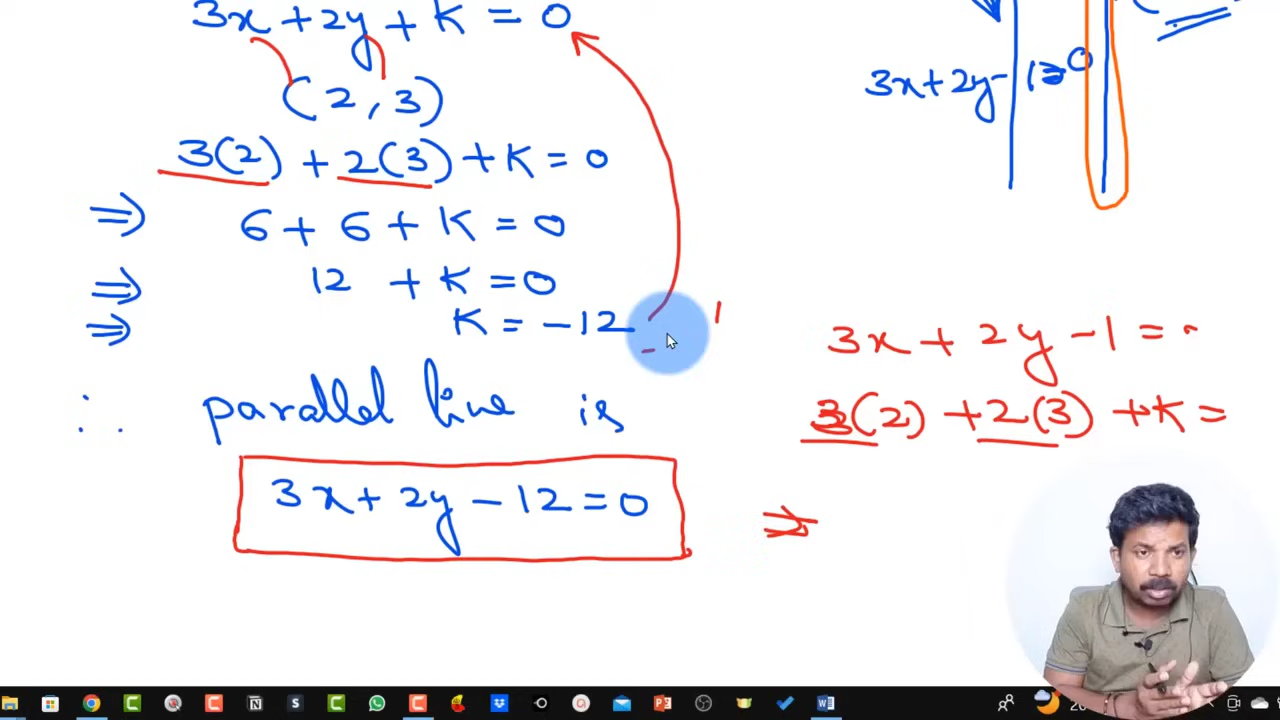 3x + 2y + K = 0
(2, 3)
3(2) + 2(3) + K = 0
⇒ 6 + 6 + K = 0
⇒ 12 + K = 0
⇒ K = -12
∴ parallel line is
3x + 2y - 12 = 0
3x + 2y -
3x + 2y - 1 =
3(2) + 2(3) + K =
⇒